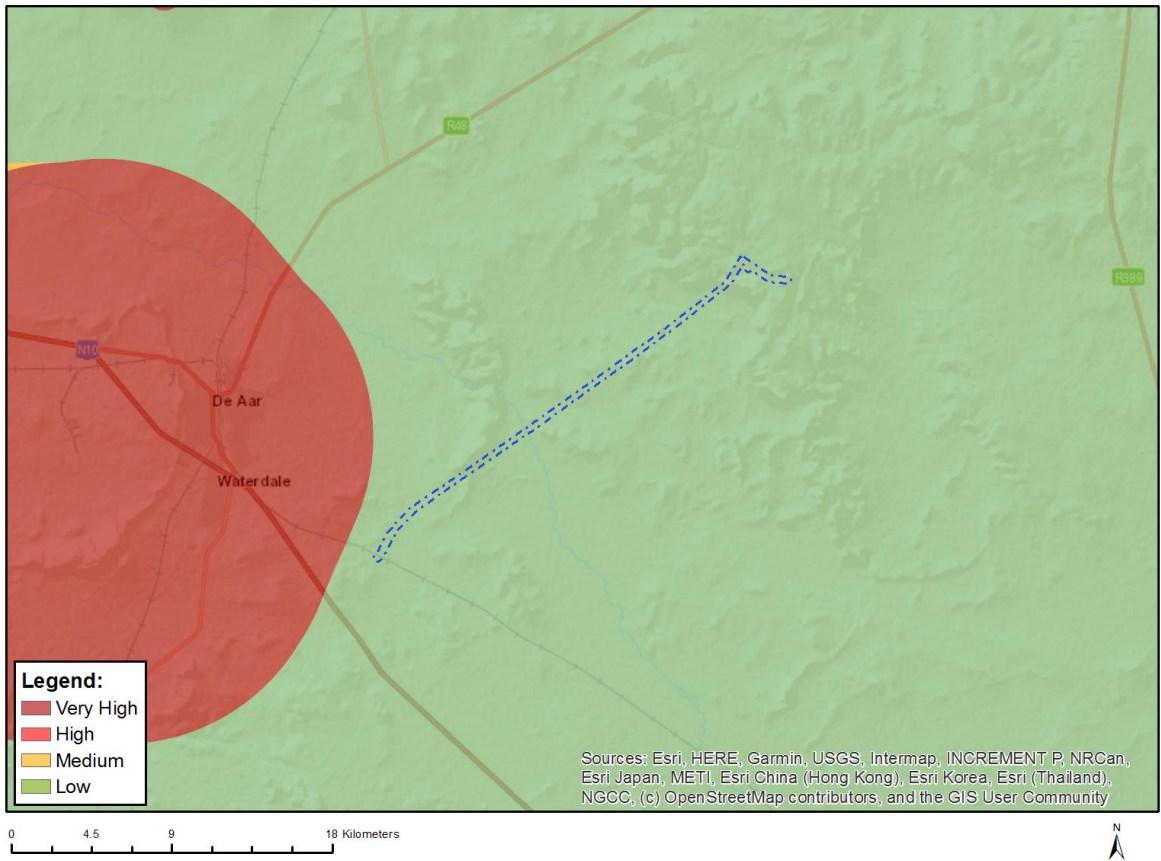 R48
R389
N10
De Aar
Waterdale
Legend:
Very High
High
Medium
Low
Sources: Esri, HERE, Garmin, USGS, Intermap, INCREMENT P, NRCan,
Esri Japan, METI, Esri China (Hong Kong), Esri Korea, Esri (Thailand),
NGCC, (c) OpenStreetMap contributors, and the GIS User Community
0 4.5 9 18 Kilometers
N